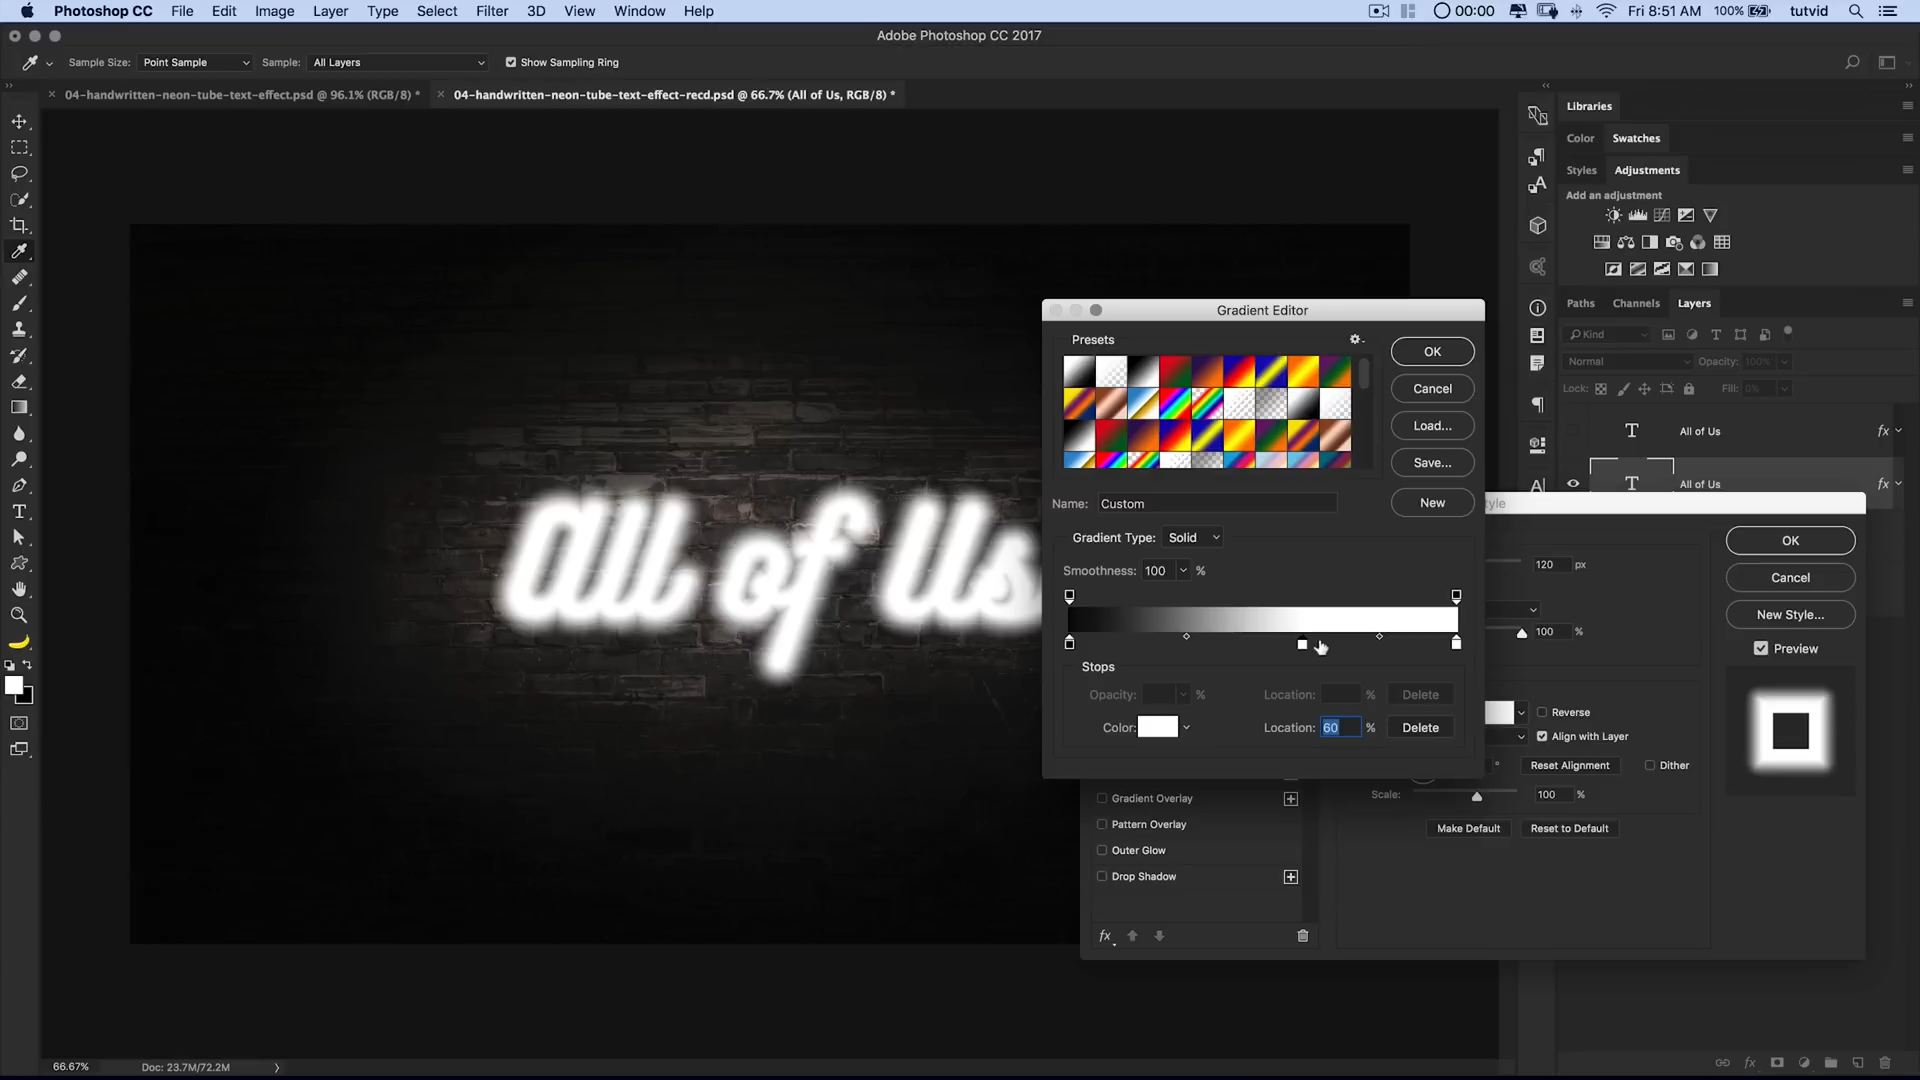 Photoshop CC File Edit Image Layer Type Select Filter 3D View Window Help 00:00 Fri 8:51 AM 100% tutvid
Adobe Photoshop CC 2017
Sample Size: Point Sample Sample: All Layers Show Sampling Ring
04-handwritten-neon-tube-text-effect.psd @ 96.1% (RGB/8) *
04-handwritten-neon-tube-text-effect-recd.psd @ 66.7% (All of Us, RGB/8) *
Libraries
Color Swatches
Styles Adjustments
Add an adjustment
Paths Channels Layers
Kind
Normal Opacity: 100%
Lock: Fill: 0%
T All of Us fx
T All of Us fx
All of Us
Gradient Editor
Presets
OK
Cancel
Load...
Save...
Name: Custom
New
Gradient Type: Solid
Smoothness: 100 %
Stops
Opacity: % Location: % Delete
Color: Location: 60 % Delete
tyle
120 px
100 %
Reverse
Align with Layer
° Reset Alignment Dither
Scale: 100 %
Make Default Reset to Default
OK
Cancel
New Style...
Preview
Gradient Overlay
Pattern Overlay
Outer Glow
Drop Shadow
fx
66.67% Doc: 23.7M/72.2M
fx